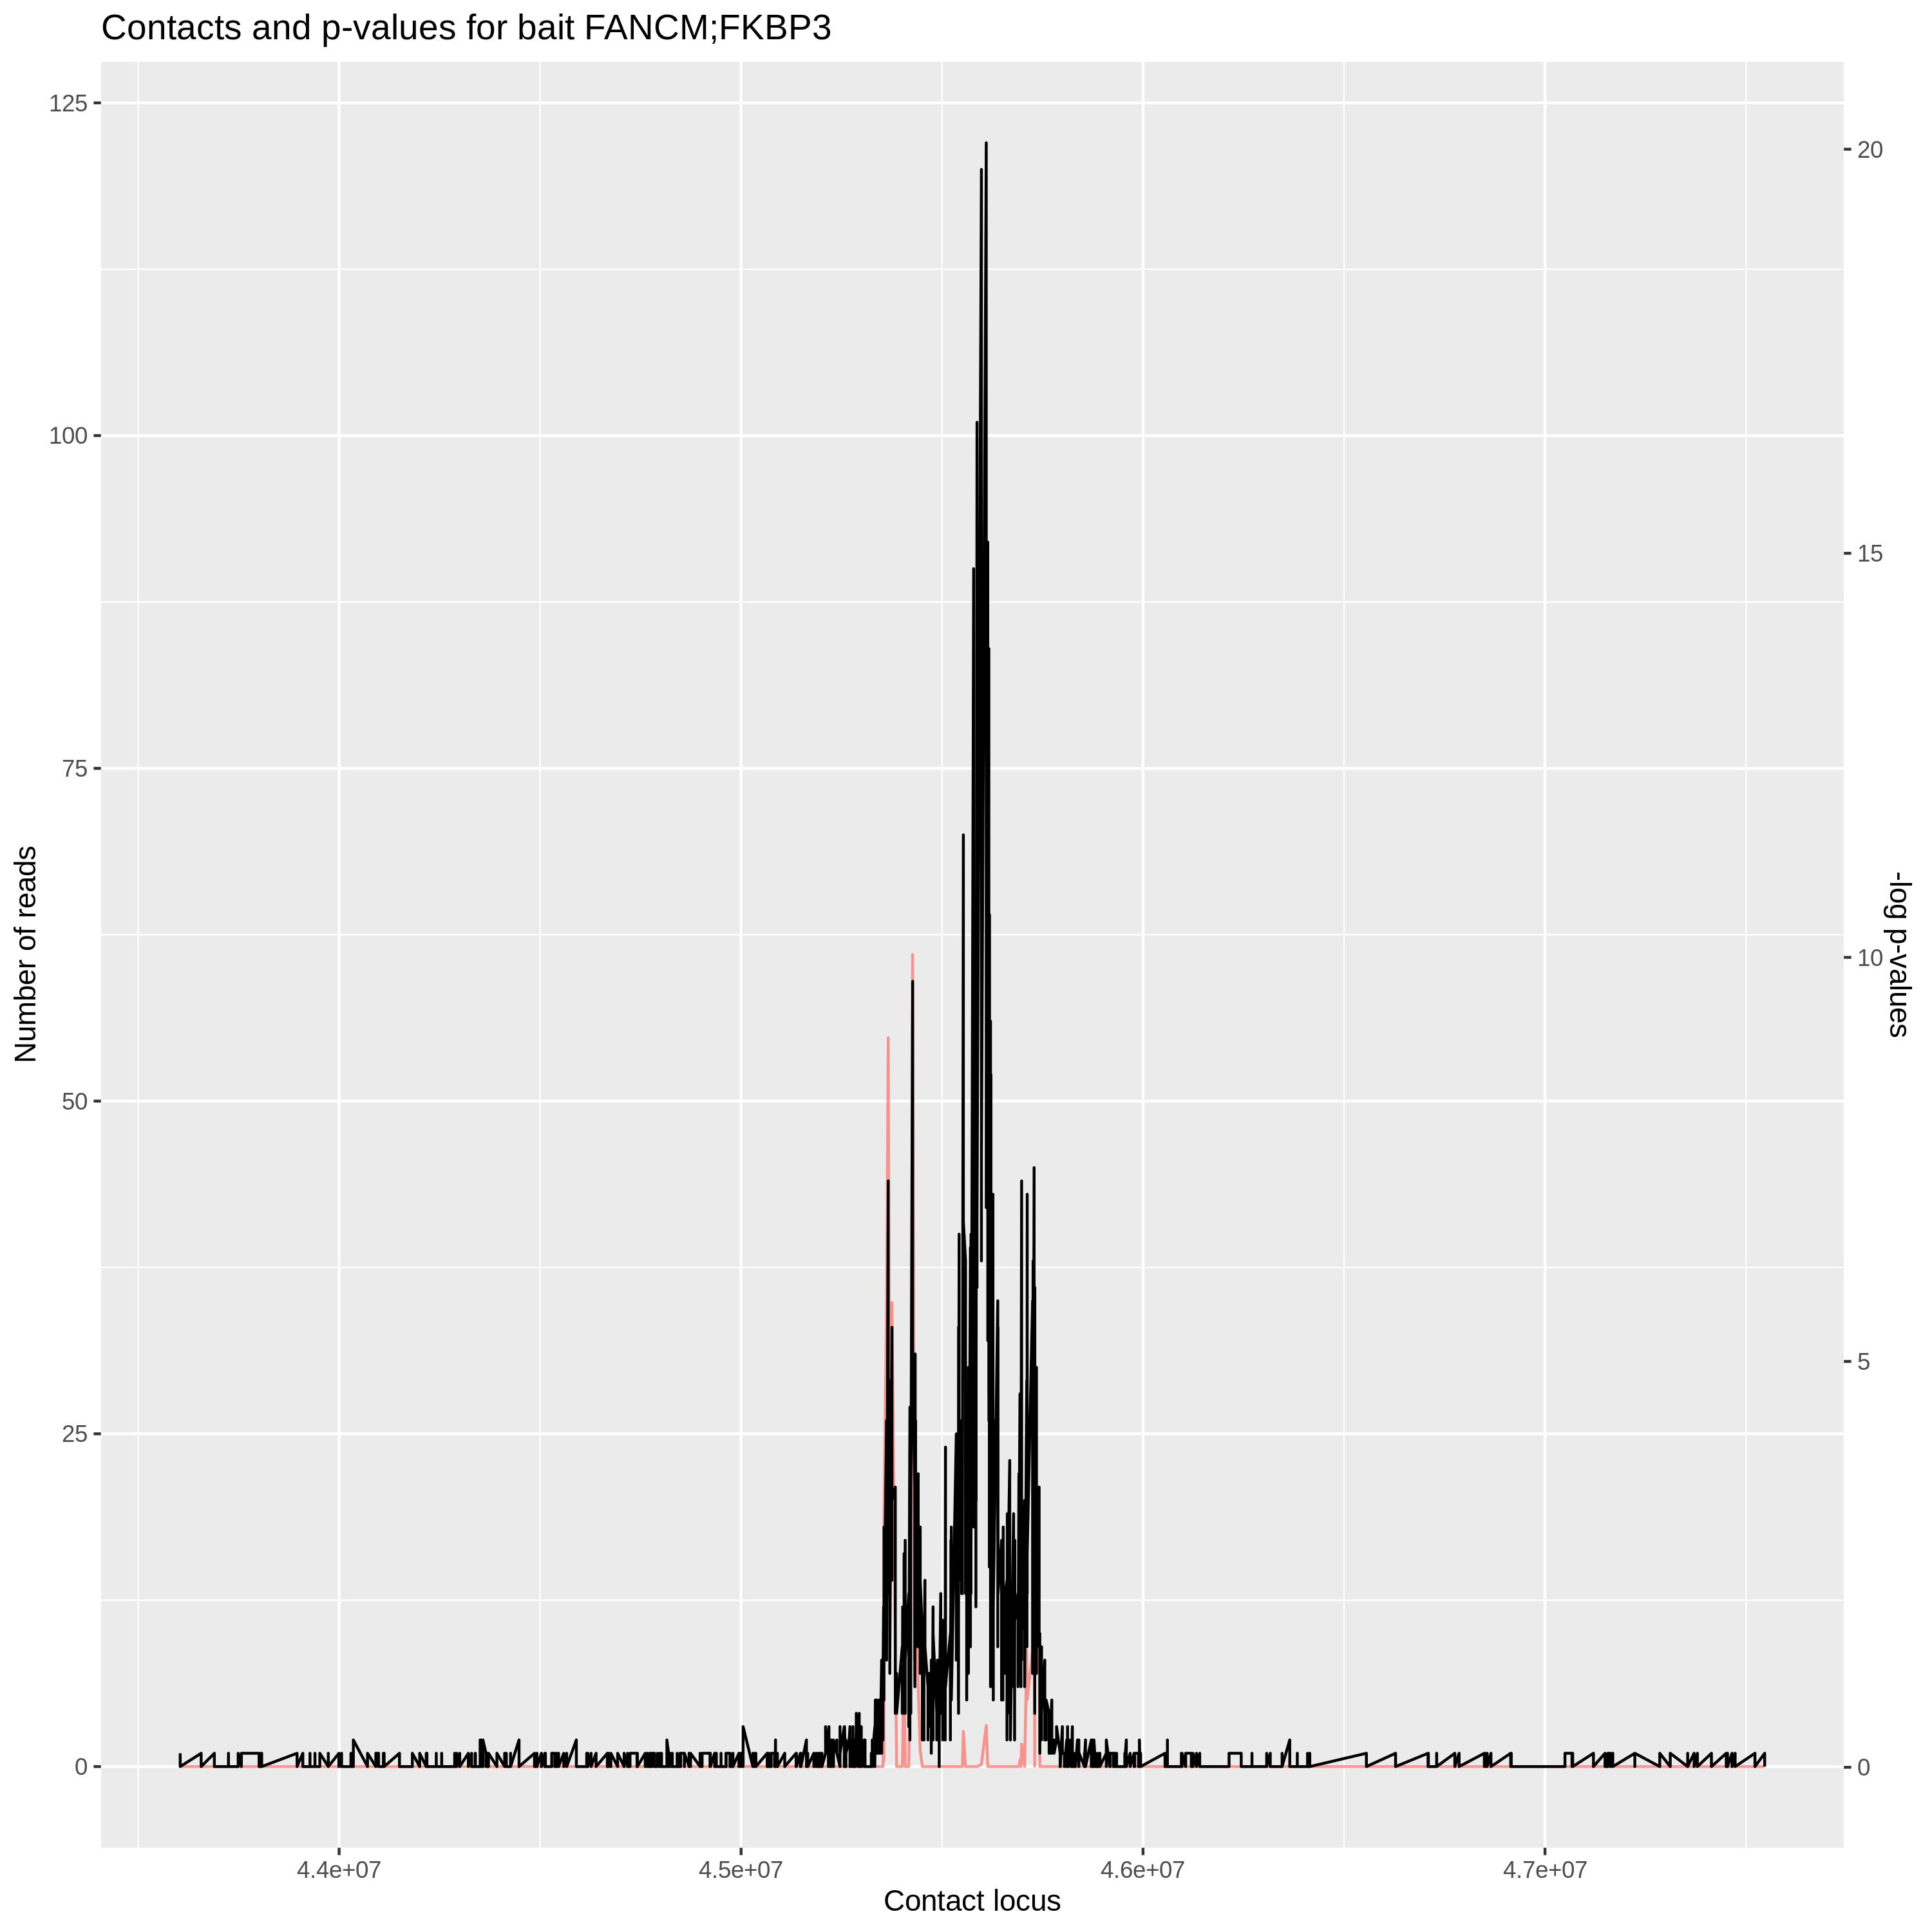 Contacts and p-values for bait FANCM;FKBP3
125
100
75
50
25
0
Number of reads
20
15
10
5
0
-log p-values
4.4e+07
4.5e+07
4.6e+07
4.7e+07
Contact locus